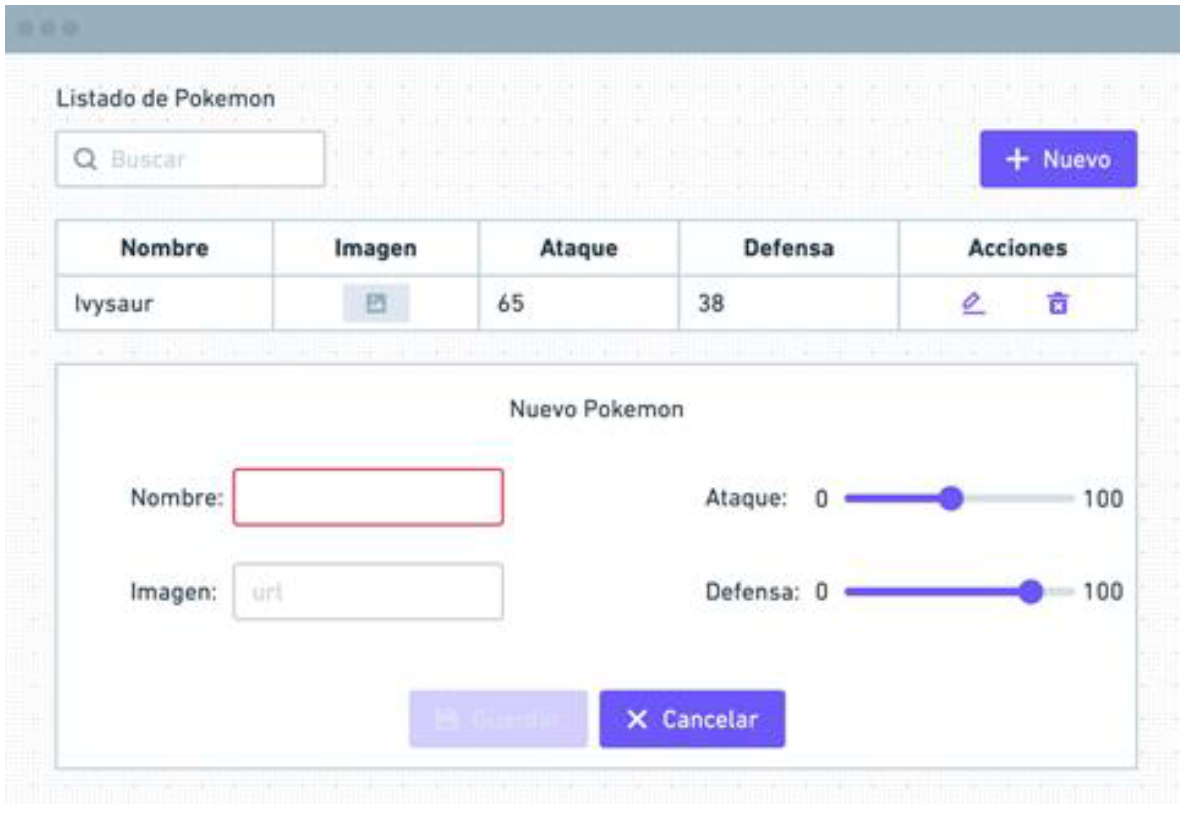 Listado de Pokemon
Buscar
+ Nuevo
Nombre Imagen Ataque Defensa Acciones
Ivysaur 65 38
Nuevo Pokemon
Nombre: Ataque: 0 100
Imagen: url Defensa: 0 100
Guardar Cancelar